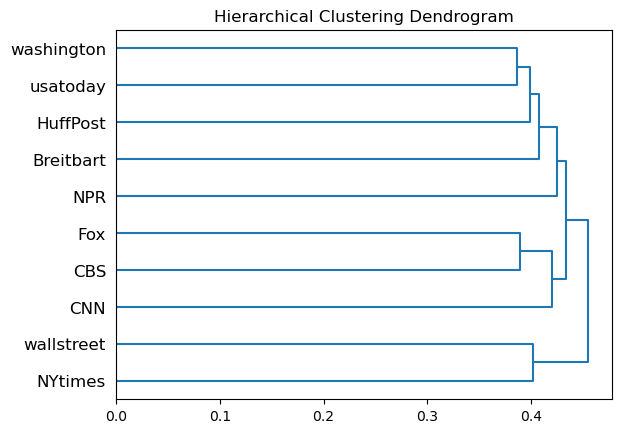 Hierarchical Clustering Dendrogram
washington
usatoday
HuffPost
Breitbart
NPR
Fox
CBS
CNN
wallstreet
NYtimes
0.0 0.1 0.2 0.3 0.4